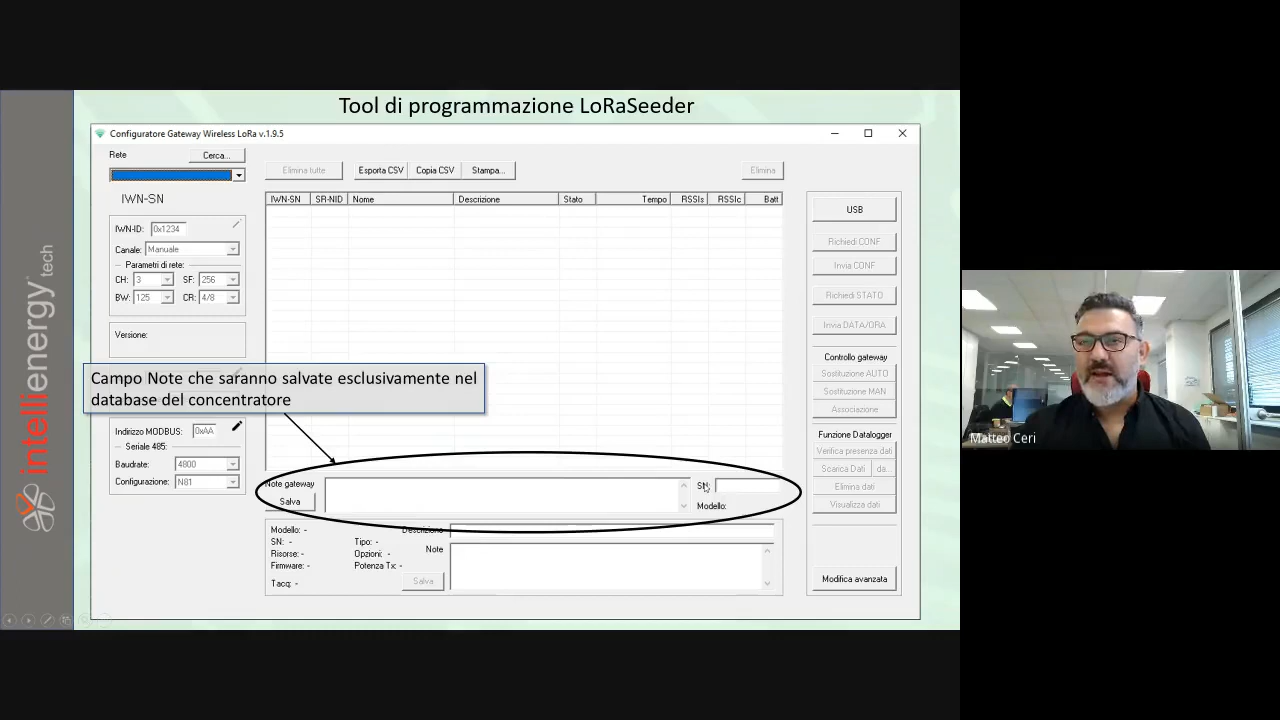 Tool di programmazione LoRaSeeder
Configuratore Gateway Wireless LoRa v.1.9.5
Rete
Cerca...
IWN-SN
IWN-ID: 0x1234
Canale: Manuale
Parametri di rete:
CH: 3 SF: 256
BW: 125 CR: 4/8
Versione:
Elimina tutte Esporta CSV Copia CSV Stampa... Elimina
IWN-SN SR-NID Nome Descrizione Stato Tempo RSSIs RSSIc Batt
Campo Note che saranno salvate esclusivamente nel
database del concentratore
Indirizzo MODBUS: 0xAA
Seriale 485:
Baudrate: 4800
Configurazione: N81
Note gateway
Salva
SN:
Modello:
Modello: -
SN: -
Risorse: -
Firmware: -
Tacq: -
Tipo: -
Opzioni: -
Potenza Tx: -
Descrizione
Note
Salva
USB
Richiedi CONF
Invia CONF
Richiedi STATO
Invia DATA/ORA
Controllo gateway
Sostituzione AUTO
Sostituzione MAN
Associazione
Funzione Datalogger
Verifica presenza dati
Scarica Dati da...
Elimina dati
Visualizza dati
Modifica avanzata
intellienergy tech
Matteo Ceri